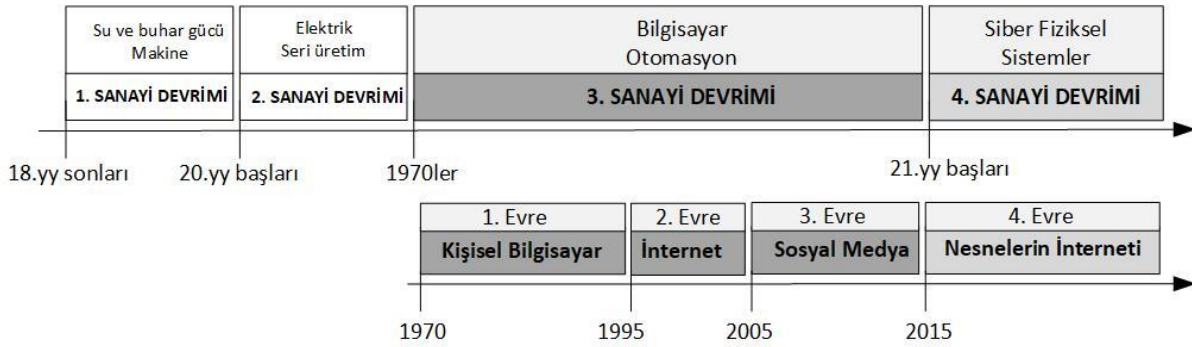 Su ve buhar gücü
Makine
1. SANAYİ DEVRİMİ
Elektrik
Seri üretim
2. SANAYİ DEVRİMİ
Bilgisayar
Otomasyon
3. SANAYİ DEVRİMİ
Siber Fiziksel
Sistemler
4. SANAYİ DEVRİMİ
18.yy sonları
20.yy başları
1970ler
21.yy başları
1. Evre
Kişisel Bilgisayar
2. Evre
İnternet
3. Evre
Sosyal Medya
4. Evre
Nesnelerin İnterneti
1970
1995
2005
2015